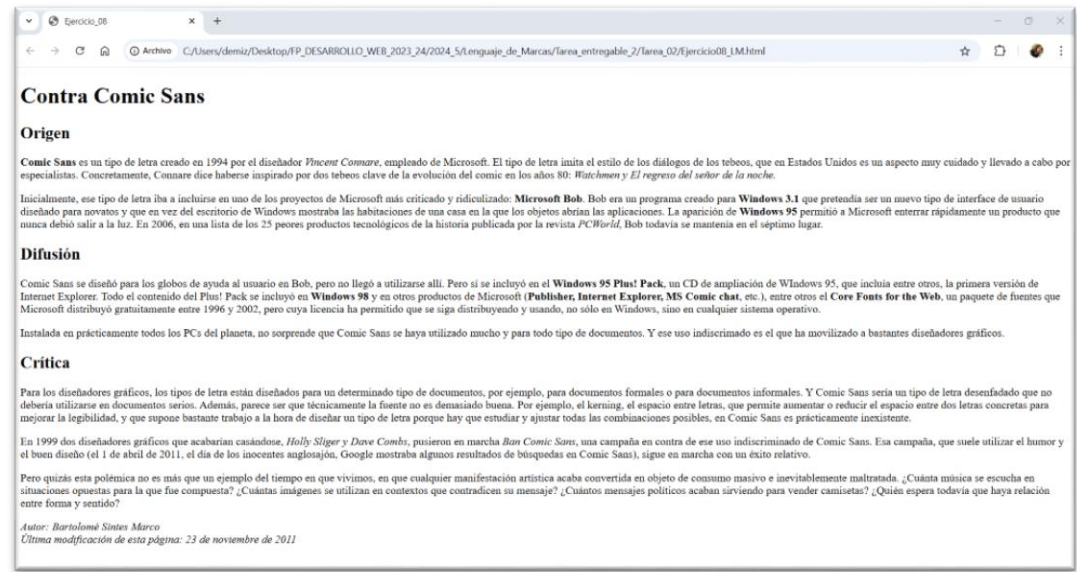 Ejercicio_08
Archivo C:/Users/demiz/Desktop/FP_DESARROLLO_WEB_2023_24/2024_5/Lenguaje_de_Marcas/Tarea_entregable_2/Tarea_02/Ejercicio08_LM.html
Contra Comic Sans
Origen
Comic Sans es un tipo de letra creado en 1994 por el diseñador Vincent Connare, empleado de Microsoft. El tipo de letra imita el estilo de los diálogos de los tebeos, que en Estados Unidos es un aspecto muy cuidado y llevado a cabo por
especialistas. Concretamente, Connare dice haberse inspirado por dos tebeos clave de la evolución del comic en los años 80: Watchmen y El regreso del señor de la noche.
Inicialmente, ese tipo de letra iba a incluirse en uno de los proyectos de Microsoft más criticado y ridiculizado: Microsoft Bob. Bob era un programa creado para Windows 3.1 que pretendía ser un nuevo tipo de interface de usuario
diseñado para novatos y que en vez del escritorio de Windows mostraba las habitaciones de una casa en la que los objetos abrían las aplicaciones. La aparición de Windows 95 permitió a Microsoft enterrar rápidamente un producto que
nunca debió salir a la luz. En 2006, en una lista de los 25 peores productos tecnológicos de la historia publicada por la revista PCWorld, Bob todavía se mantenía en el séptimo lugar.
Difusión
Comic Sans se diseñó para los globos de ayuda al usuario en Bob, pero no llegó a utilizarse allí. Pero sí se incluyó en el Windows 95 Plus! Pack, un CD de ampliación de WIndows 95, que incluía entre otros, la primera versión de
Internet Explorer. Todo el contenido del Plus! Pack se incluyó en Windows 98 y en otros productos de Microsoft (Publisher, Internet Explorer, MS Comic chat, etc.), entre otros el Core Fonts for the Web, un paquete de fuentes que
Microsoft distribuyó gratuitamente entre 1996 y 2002, pero cuya licencia ha permitido que se siga distribuyendo y usando, no sólo en Windows, sino en cualquier sistema operativo.
Instalada en prácticamente todos los PCs del planeta, no sorprende que Comic Sans se haya utilizado mucho y para todo tipo de documentos. Y ese uso indiscrimado es el que ha movilizado a bastantes diseñadores gráficos.
Crítica
Para los diseñadores gráficos, los tipos de letra están diseñados para un determinado tipo de documentos, por ejemplo, para documentos formales o para documentos informales. Y Comic Sans sería un tipo de letra desenfadado que no
debería utilizarse en documentos serios. Además, parece ser que técnicamente la fuente no es demasiado buena. Por ejemplo, el kerning, el espacio entre letras, que permite aumentar o reducir el espacio entre dos letras concretas para
mejorar la legibilidad, y que supone bastante trabajo a la hora de diseñar un tipo de letra porque hay que estudiar y ajustar todas las combinaciones posibles, en Comic Sans es prácticamente inexistente.
En 1999 dos diseñadores gráficos que acabarían casándose, Holly Sliger y Dave Combs, pusieron en marcha Ban Comic Sans, una campaña en contra de ese uso indiscriminado de Comic Sans. Esa campaña, que suele utilizar el humor y
el buen diseño (el 1 de abril de 2011, el día de los inocentes anglosajón, Google mostraba algunos resultados de búsquedas en Comic Sans), sigue en marcha con un éxito relativo.
Pero quizás esta polémica no es más que un ejemplo del tiempo en que vivimos, en que cualquier manifestación artística acaba convertida en objeto de consumo masivo e inevitablemente maltratada. ¿Cuánta música se escucha en
situaciones opuestas para la que fue compuesta? ¿Cuántas imágenes se utilizan en contextos que contradicen su mensaje? ¿Cuántos mensajes políticos acaban sirviendo para vender camisetas? ¿Quién espera todavía que haya relación
entre forma y sentido?
Autor: Bartolomé Sintes Marco
Última modificación de esta página: 23 de noviembre de 2011